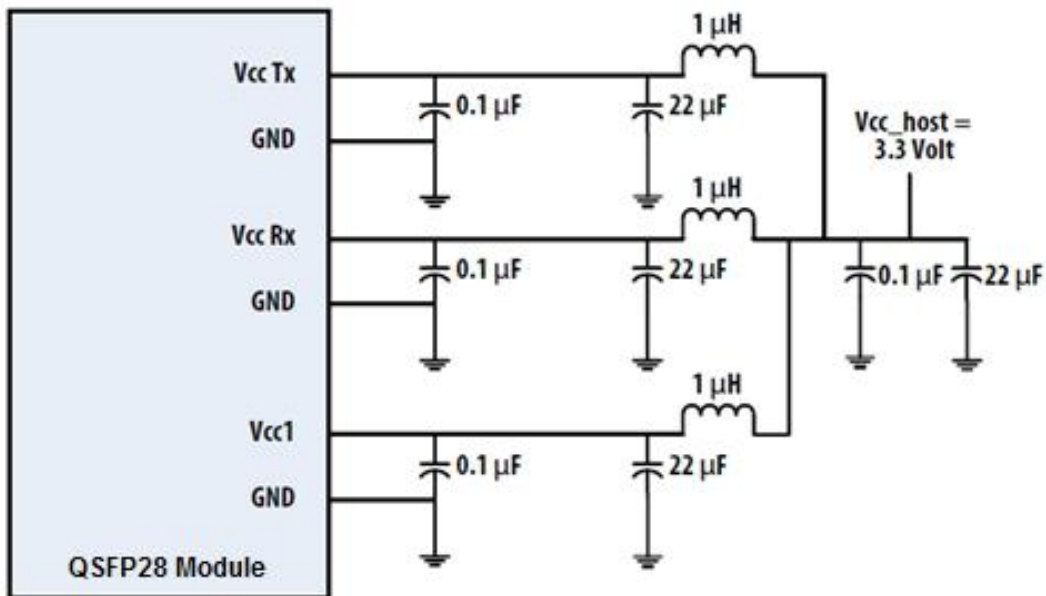 1 µH
Vcc Tx
0.1 µF
22 µF
GND
Vcc_host =
3.3 Volt
1 µH
Vcc Rx
0.1 µF
22 µF
0.1 µF
22 µF
GND
1 µH
Vcc1
0.1 µF
22 µF
GND
QSFP28 Module